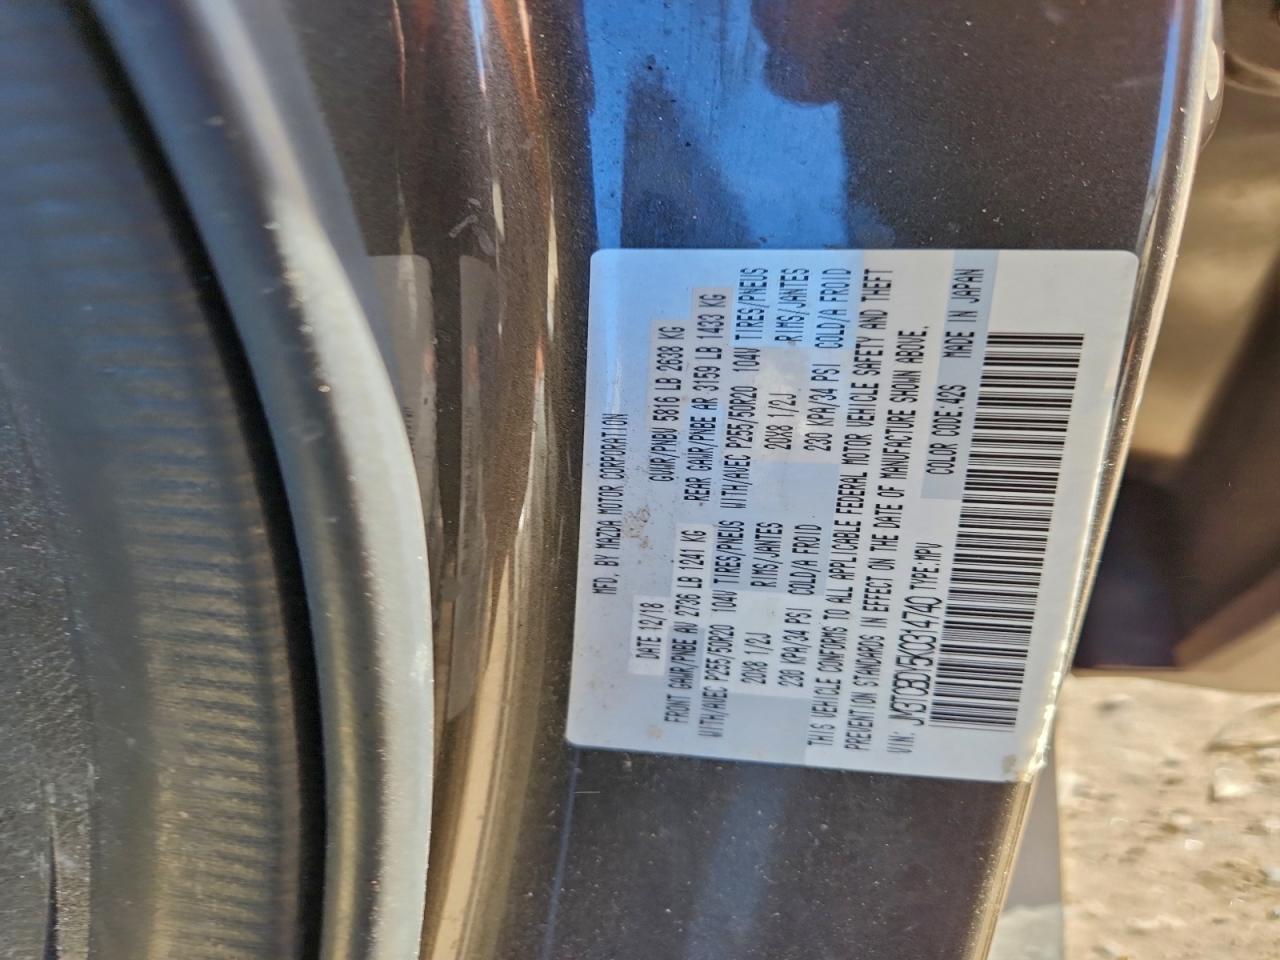 MFD. BY MAZDA MOTOR CORPORATION
DATE 12/18 GVWR/PNBV 5816 LB 2638 KG
FRONT GAWR/PNBE AV 2736 LB 1241 KG REAR GAWR/PNBE AR 3159 LB 1433 KG
WITH/AVEC P255/50R20 104V TIRES/PNEUS WITH/AVEC P255/50R20 104V TIRES/PNEUS
20X8 1/2J RIMS/JANTES 20X8 1/2J RIMS/JANTES
230 KPA/34 PSI COLD/A FROID 230 KPA/34 PSI COLD/A FROID
THIS VEHICLE CONFORMS TO ALL APPLICABLE FEDERAL MOTOR VEHICLE SAFETY AND THEFT
PREVENTION STANDARDS IN EFFECT ON THE DATE OF MANUFACTURE SHOWN ABOVE.
VIN: JM3TCBDY5K0314740 TYPE:MPV COLOR CODE:42S MADE IN JAPAN